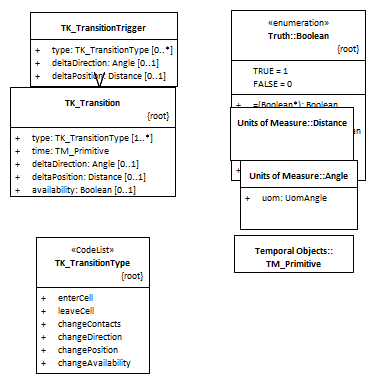 TK_TransitionTrigger
+ type: TK_TransitionType [0..*]
+ deltaDirection: Angle [0..1]
+ deltaPosition: Distance [0..1]
TK_Transition
{root}
+ type: TK_TransitionType [1..*]
+ time: TM_Primitive
+ deltaDirection: Angle [0..1]
+ deltaPosition: Distance [0..1]
+ availability: Boolean [0..1]
«CodeList»
TK_TransitionType
{root}
+ enterCell
+ leaveCell
+ changeContacts
+ changeDirection
+ changePosition
+ changeAvailability
«enumeration»
Truth::Boolean
{root}
TRUE = 1
FALSE = 0
+ =(Boolean*): Boolean
Units of Measure::Distance
+
Units of Measure::Angle
+ uom: UomAngle
Temporal Objects::
TM_Primitive